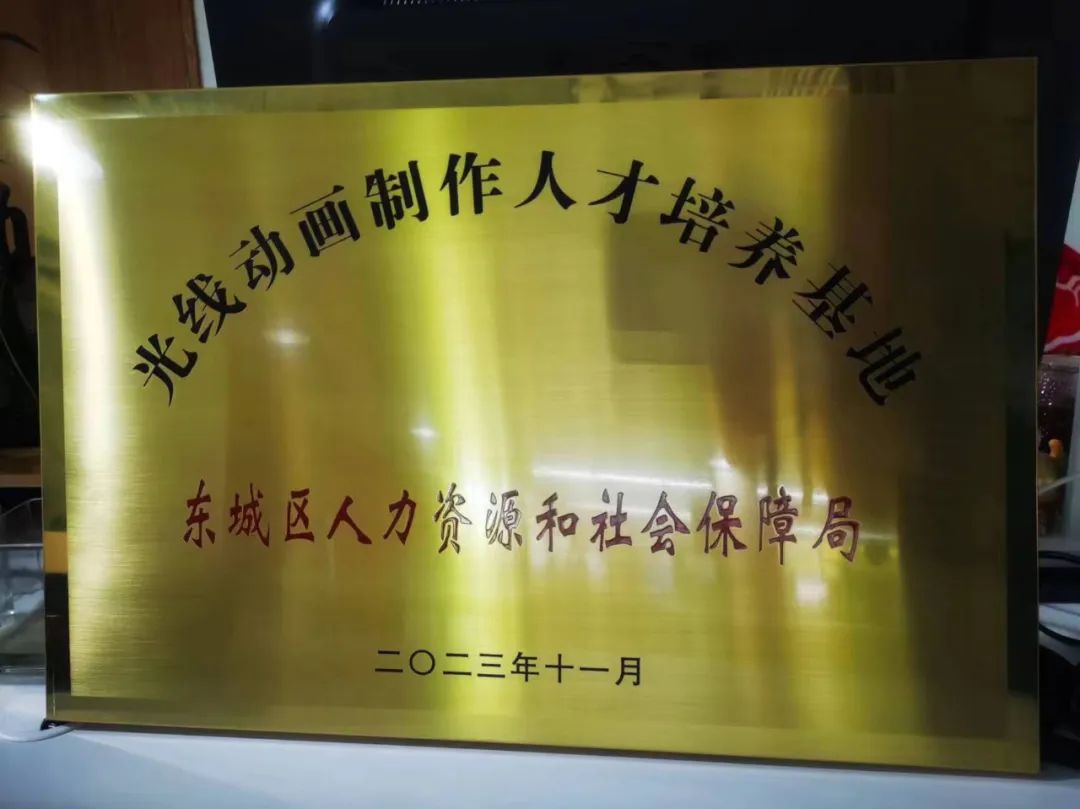 光线动画制作人才培养基地
东城区人力资源和社会保障局
二〇二三年十一月